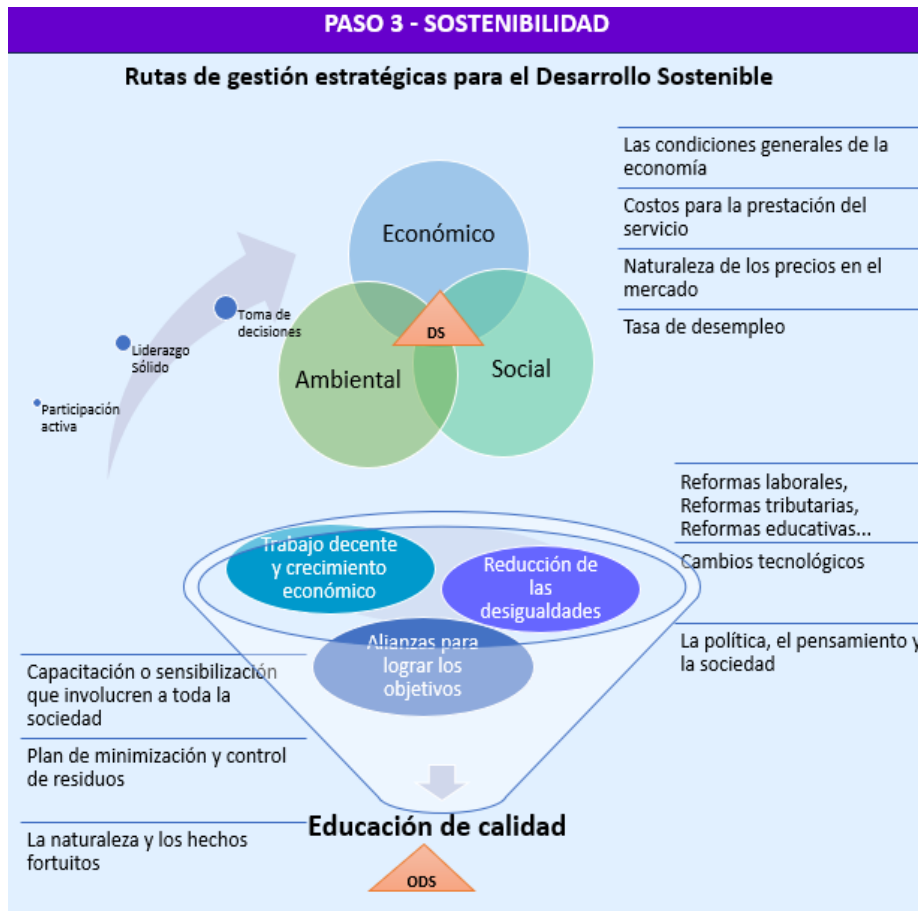 PASO 3 - SOSTENIBILIDAD
Rutas de gestión estratégicas para el Desarrollo Sostenible
Las condiciones generales de la
economía
Costos para la prestación del
servicio
Naturaleza de los precios en el
mercado
Tasa de desempleo
Económico
DS
Ambiental
Social
Toma de
decisiones
Liderazgo
Sólido
Participación
activa
Reformas laborales,
Reformas tributarias,
Reformas educativas...
Cambios tecnológicos
La política, el pensamiento y
la sociedad
Trabajo decente
y crecimiento
económico
Reducción de
las
desigualdades
Alianzas para
lograr los
objetivos
Capacitación o sensibilización
que involucren a toda la
sociedad
Plan de minimización y control
de residuos
La naturaleza y los hechos
fortuitos
Educación de calidad
ODS